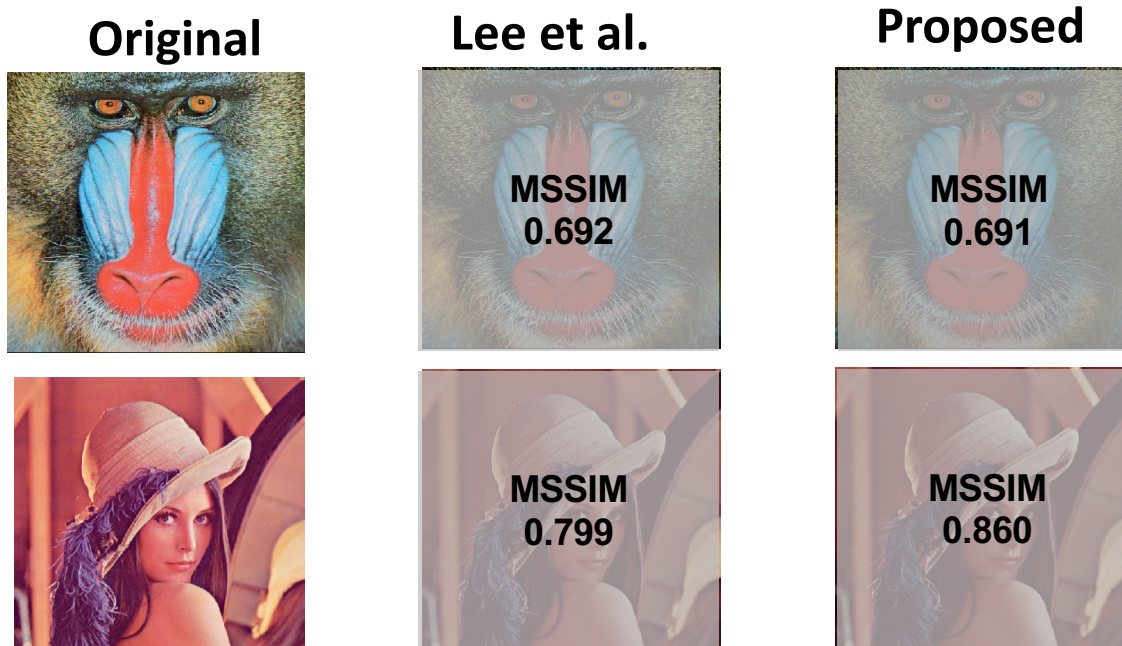 Original
Lee et al.
Proposed
MSSIM
0.692
MSSIM
0.691
MSSIM
0.799
MSSIM
0.860